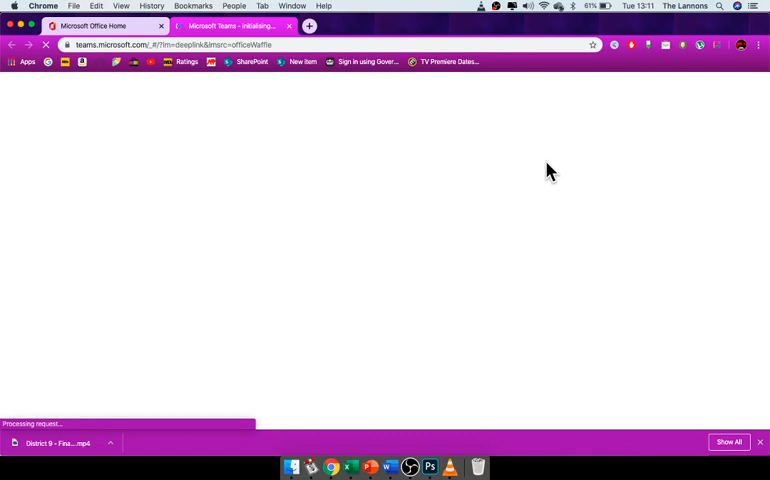 Chrome File Edit View History Bookmarks People Tab Window Help 61% Tue 13:11 The Lannons
Microsoft Office Home Microsoft Teams - Initialising...
teams.microsoft.com/_#/?lm=deeplink&lmsrc=officeWaffle
Apps Ratings SharePoint New item Sign in using Gover... TV Premiere Dates...
Processing request...
District 9 - Fina....mp4 Show All
Ps